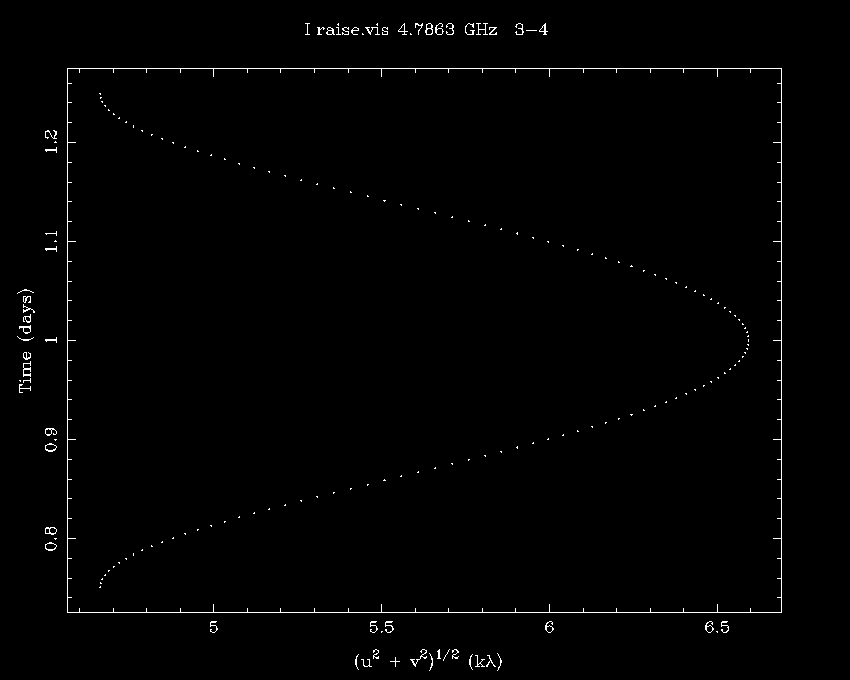 I raise.vis 4.7863 GHz 3−4
1.2
1.1
1
0.9
0.8
Time (days)
5 5.5 6 6.5
(u² + v²)^1/2 (kλ)